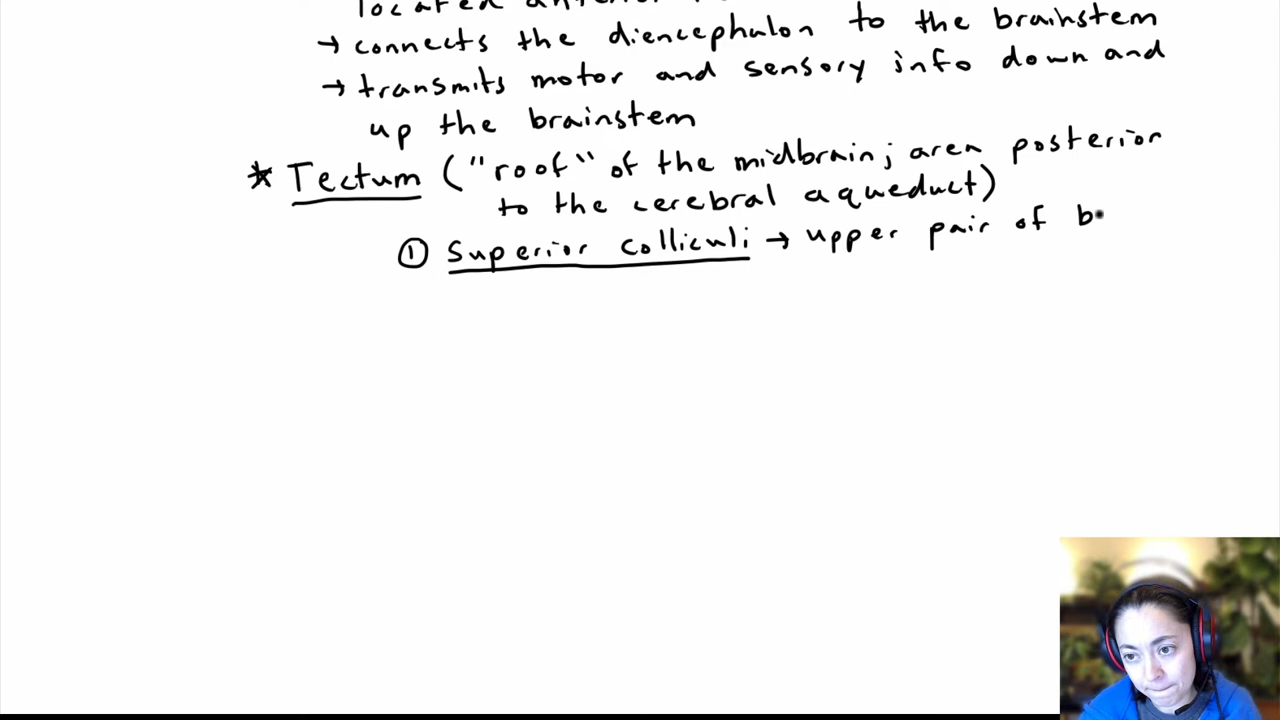 located
→ connects the diencephalon to the brainstem
→ transmits motor and sensory info down and
up the brainstem
* Tectum ("roof" of the midbrain; area posterior
to the cerebral aqueduct)
① Superior colliculi → upper pair of b